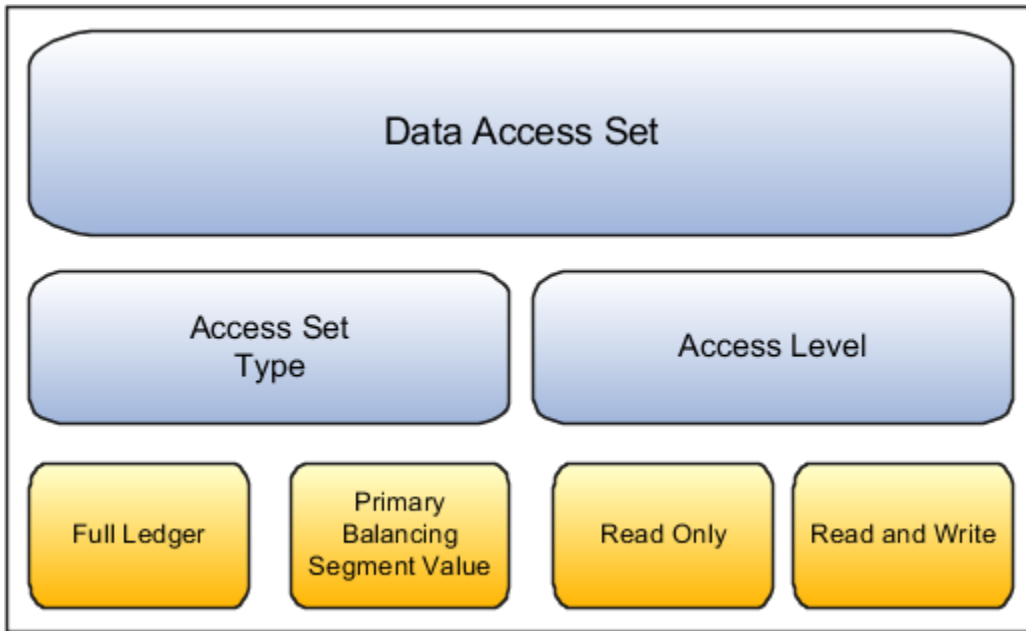 Data Access Set
Access Set
Type
Access Level
Full Ledger
Primary
Balancing
Segment Value
Read Only
Read and Write